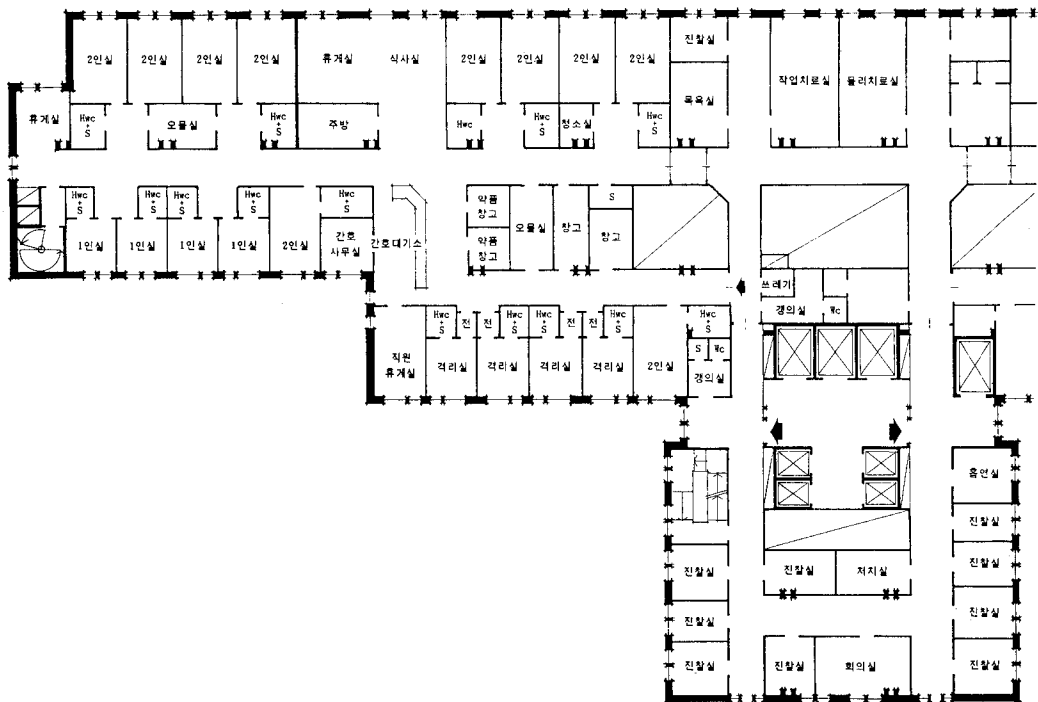 2인실
2인실
2인실
2인실
휴게실
식사실
2인실
2인실
2인실
2인실
진찰실
작업치료실
물리치료실
휴게실
Hwc
+
S
오물실
Hwc
+
S
주방
Hwc
Hwc
+
S
청소실
Hwc
+
S
목욕실
Hwc
+
S
Hwc
+
S
Hwc
+
S
Hwc
+
S
Hwc
+
S
1인실
1인실
1인실
1인실
2인실
간호
사무실
간호대기소
약품
창고
약품
창고
오물실
창고
S
창고
쓰레기
갱의실
Wc
직원
휴게실
Hwc
+
S
전
전
Hwc
+
S
Hwc
+
S
전
전
Hwc
+
S
격리실
격리실
격리실
격리실
2인실
Hwc
+
S
S
Wc
갱의실
흡연실
진찰실
진찰실
진찰실
진찰실
진찰실
진찰실
진찰실
진찰실
처치실
진찰실
회의실